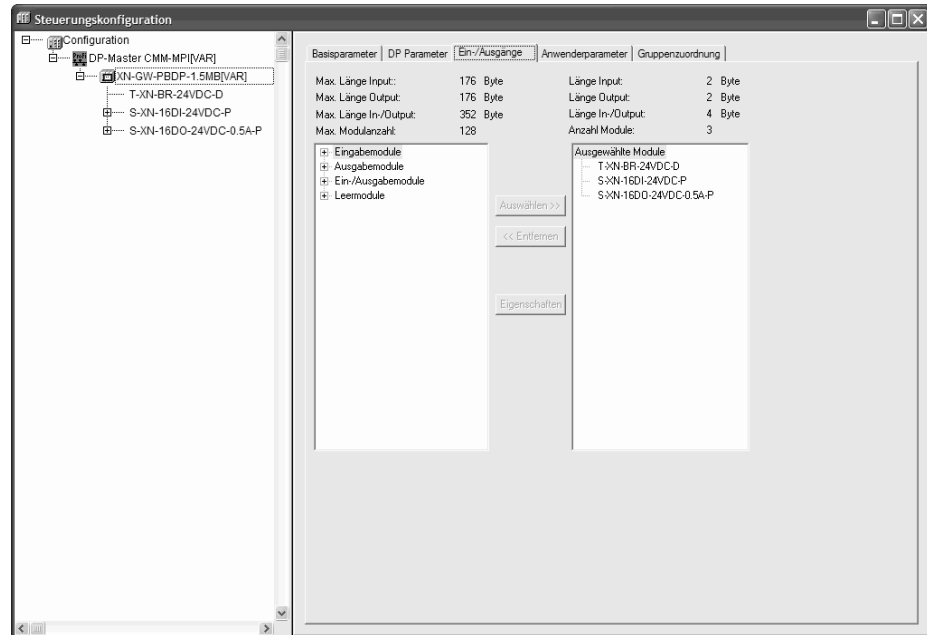 Steuerungskonfiguration
Configuration
DP-Master CMM-MPI[VAR]
XN-GW-PBDP-1.5MB[VAR]
T-XN-BR-24VDC-D
S-XN-16DI-24VDC-P
S-XN-16DO-24VDC-0.5A-P
Basisparameter DP Parameter Ein-/Ausgänge Anwenderparameter Gruppenzuordnung
Max. Länge Input:: 176 Byte Länge Input: 2 Byte
Max. Länge Output: 176 Byte Länge Output: 2 Byte
Max. Länge In-/Output: 352 Byte Länge In-/Output: 4 Byte
Max. Modulanzahl: 128 Anzahl Module: 3
Eingabemodule
Ausgabemodule
Ein-/Ausgabemodule
Leermodule
Auswählen >>
<< Entfernen
Eigenschaften
Ausgewählte Module
T-XN-BR-24VDC-D
S-XN-16DI-24VDC-P
S-XN-16DO-24VDC-0.5A-P